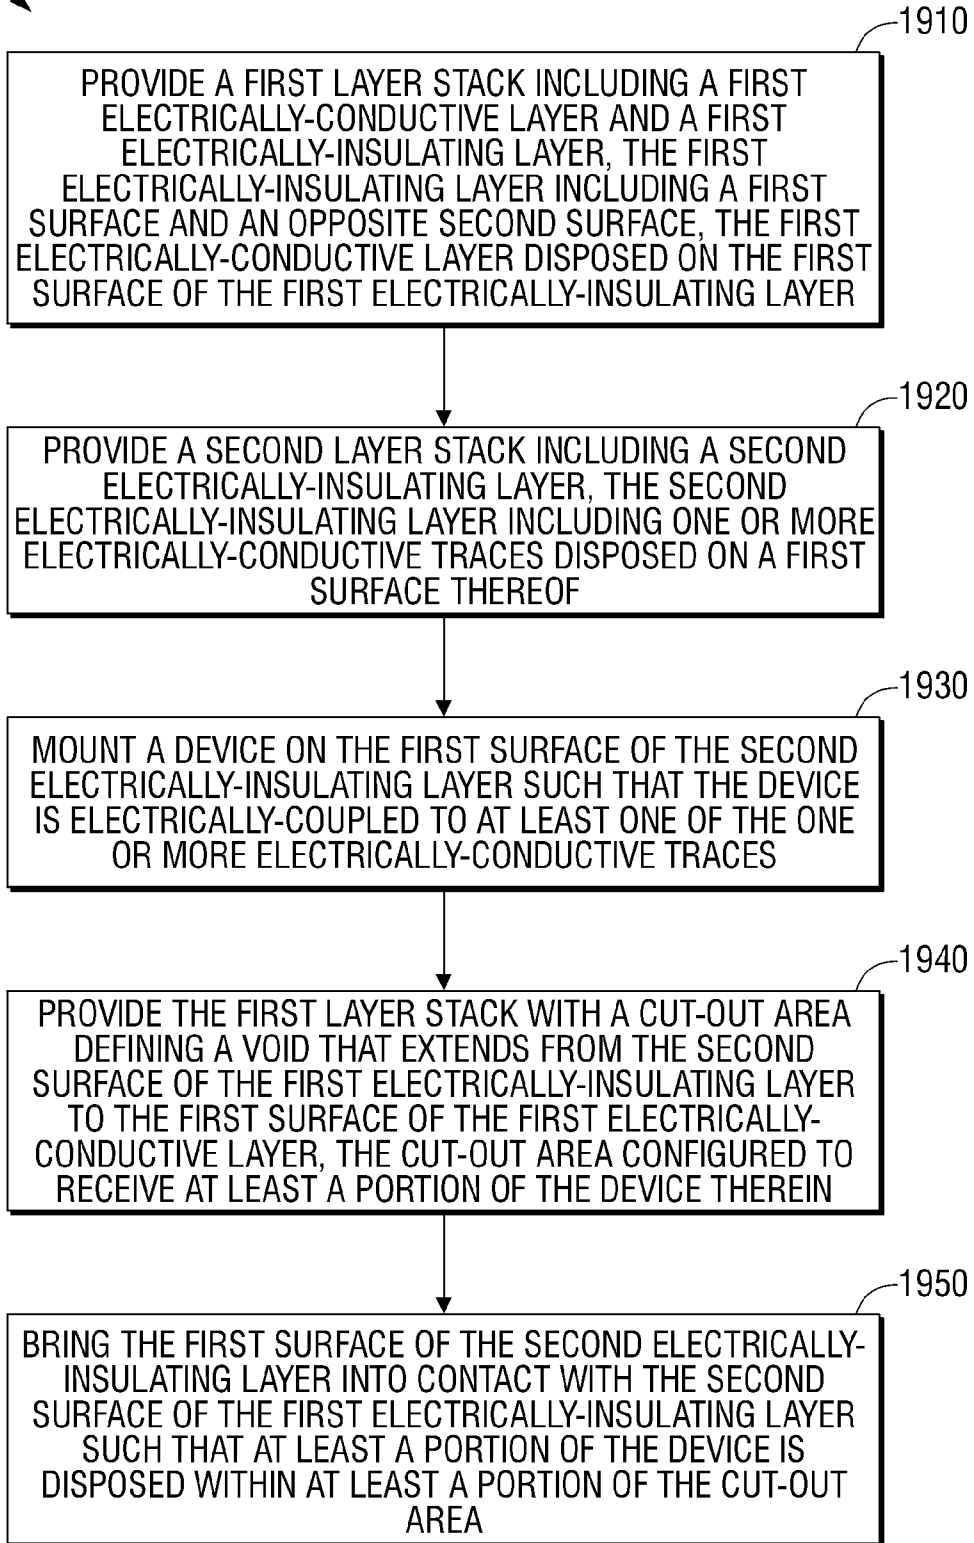 1910
PROVIDE A FIRST LAYER STACK INCLUDING A FIRST
ELECTRICALLY-CONDUCTIVE LAYER AND A FIRST
ELECTRICALLY-INSULATING LAYER, THE FIRST
ELECTRICALLY-INSULATING LAYER INCLUDING A FIRST
SURFACE AND AN OPPOSITE SECOND SURFACE, THE FIRST
ELECTRICALLY-CONDUCTIVE LAYER DISPOSED ON THE FIRST
SURFACE OF THE FIRST ELECTRICALLY-INSULATING LAYER
1920
PROVIDE A SECOND LAYER STACK INCLUDING A SECOND
ELECTRICALLY-INSULATING LAYER, THE SECOND
ELECTRICALLY-INSULATING LAYER INCLUDING ONE OR MORE
ELECTRICALLY-CONDUCTIVE TRACES DISPOSED ON A FIRST
SURFACE THEREOF
1930
MOUNT A DEVICE ON THE FIRST SURFACE OF THE SECOND
ELECTRICALLY-INSULATING LAYER SUCH THAT THE DEVICE
IS ELECTRICALLY-COUPLED TO AT LEAST ONE OF THE ONE
OR MORE ELECTRICALLY-CONDUCTIVE TRACES
1940
PROVIDE THE FIRST LAYER STACK WITH A CUT-OUT AREA
DEFINING A VOID THAT EXTENDS FROM THE SECOND
SURFACE OF THE FIRST ELECTRICALLY-INSULATING LAYER
TO THE FIRST SURFACE OF THE FIRST ELECTRICALLY-
CONDUCTIVE LAYER, THE CUT-OUT AREA CONFIGURED TO
RECEIVE AT LEAST A PORTION OF THE DEVICE THEREIN
1950
BRING THE FIRST SURFACE OF THE SECOND ELECTRICALLY-
INSULATING LAYER INTO CONTACT WITH THE SECOND
SURFACE OF THE FIRST ELECTRICALLY-INSULATING LAYER
SUCH THAT AT LEAST A PORTION OF THE DEVICE IS
DISPOSED WITHIN AT LEAST A PORTION OF THE CUT-OUT
AREA